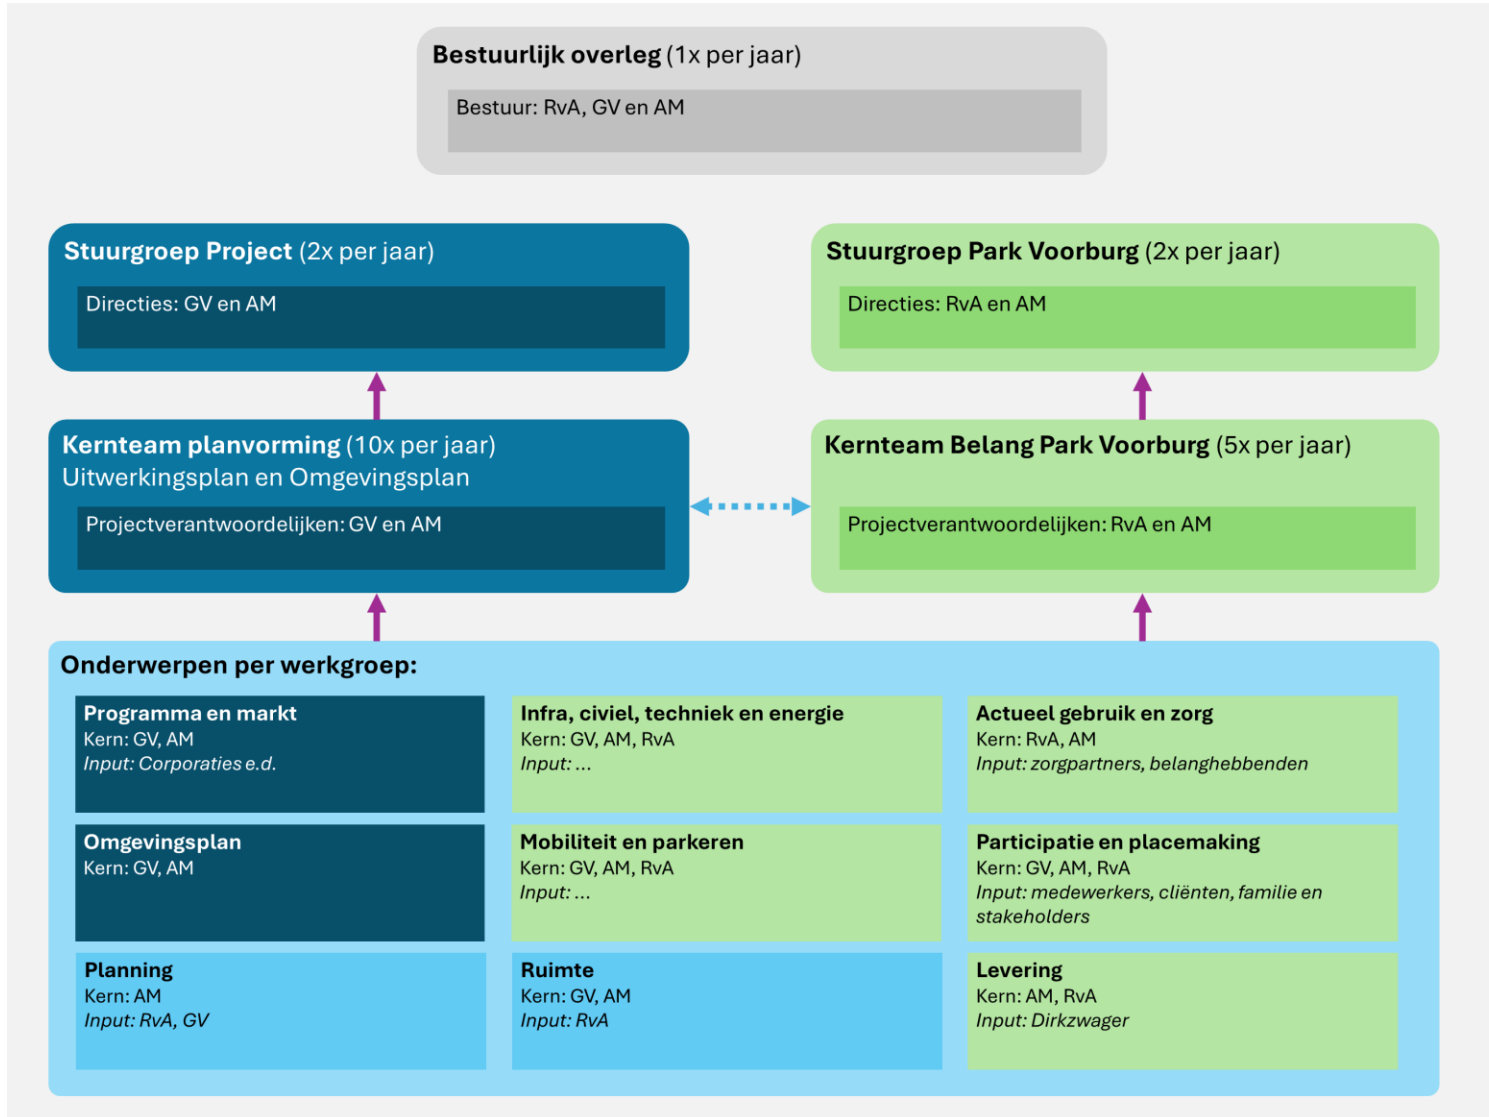 Bestuurlijk overleg (1x per jaar)
Bestuur: RvA, GV en AM
Stuurgroep Project (2x per jaar)
Directies: GV en AM
Stuurgroep Park Voorburg (2x per jaar)
Directies: RvA en AM
Kernteam planvorming (10x per jaar)
Uitwerkingsplan en Omgevingsplan
Projectverantwoordelijken: GV en AM
Kernteam Belang Park Voorburg (5x per jaar)
Projectverantwoordelijken: RvA en AM
Onderwerpen per werkgroep:
Programma en markt
Kern: GV, AM
Input: Corporaties e.d.
Infra, civiel, techniek en energie
Kern: GV, AM, RvA
Input: ...
Actueel gebruik en zorg
Kern: RvA, AM
Input: zorgpartners, belanghebbenden
Omgevingsplan
Kern: GV, AM
Mobiliteit en parkeren
Kern: GV, AM, RvA
Input: ...
Participatie en placemaking
Kern: GV, AM, RvA
Input: medewerkers, cliënten, familie en
stakeholders
Planning
Kern: AM
Input: RvA, GV
Ruimte
Kern: GV, AM
Input: RvA
Levering
Kern: AM, RvA
Input: Dirkzwager